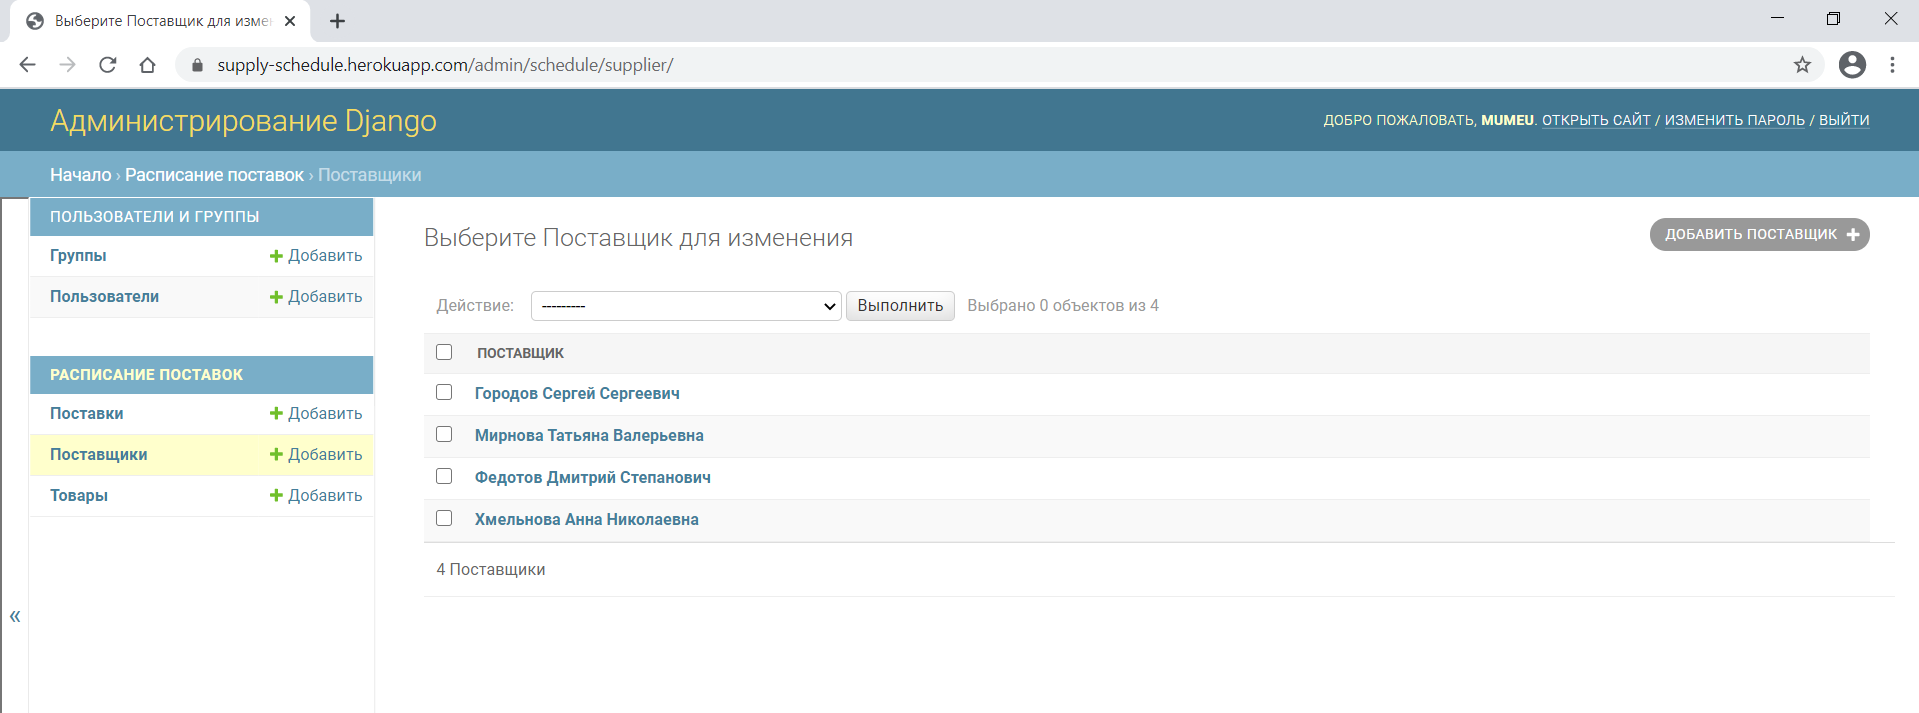 Выберите Поставщик для изме
supply-schedule.herokuapp.com/admin/schedule/supplier/
Администрирование Django
ДОБРО ПОЖАЛОВАТЬ, MUMEU. ОТКРЫТЬ САЙТ / ИЗМЕНИТЬ ПАРОЛЬ / ВЫЙТИ
Начало › Расписание поставок › Поставщики
ПОЛЬЗОВАТЕЛИ И ГРУППЫ
Группы + Добавить
Пользователи + Добавить
РАСПИСАНИЕ ПОСТАВОК
Поставки + Добавить
Поставщики + Добавить
Товары + Добавить
«
Выберите Поставщик для изменения
ДОБАВИТЬ ПОСТАВЩИК +
Действие: --------- Выполнить Выбрано 0 объектов из 4
ПОСТАВЩИК
Городов Сергей Сергеевич
Мирнова Татьяна Валерьевна
Федотов Дмитрий Степанович
Хмельнова Анна Николаевна
4 Поставщики